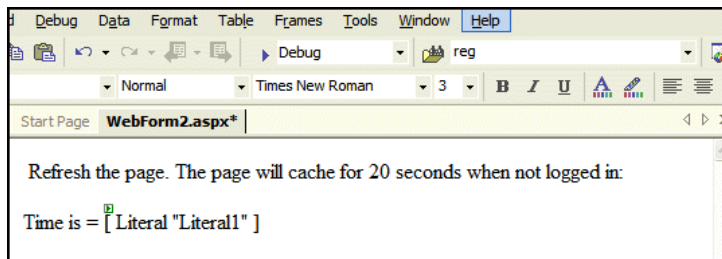 Debug Data Format Table Frames Tools Window Help
Debug reg
Normal Times New Roman 3 B I U A
Start Page WebForm2.aspx*
Refresh the page. The page will cache for 20 seconds when not logged in:
Time is = [ Literal "Literal1" ]